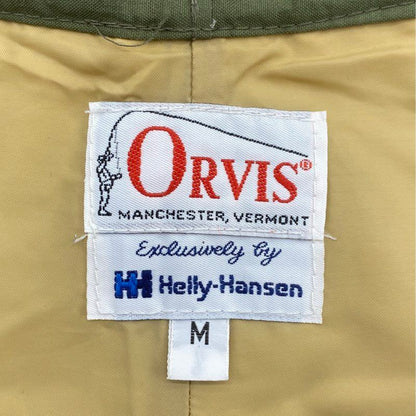 ORVIS®
MANCHESTER, VERMONT
Exclusively by
HH Helly-Hansen
M